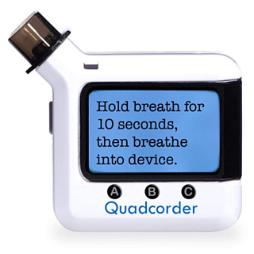 Hold breath for
10 seconds,
then breathe
into device.
A B C
Quadcorder